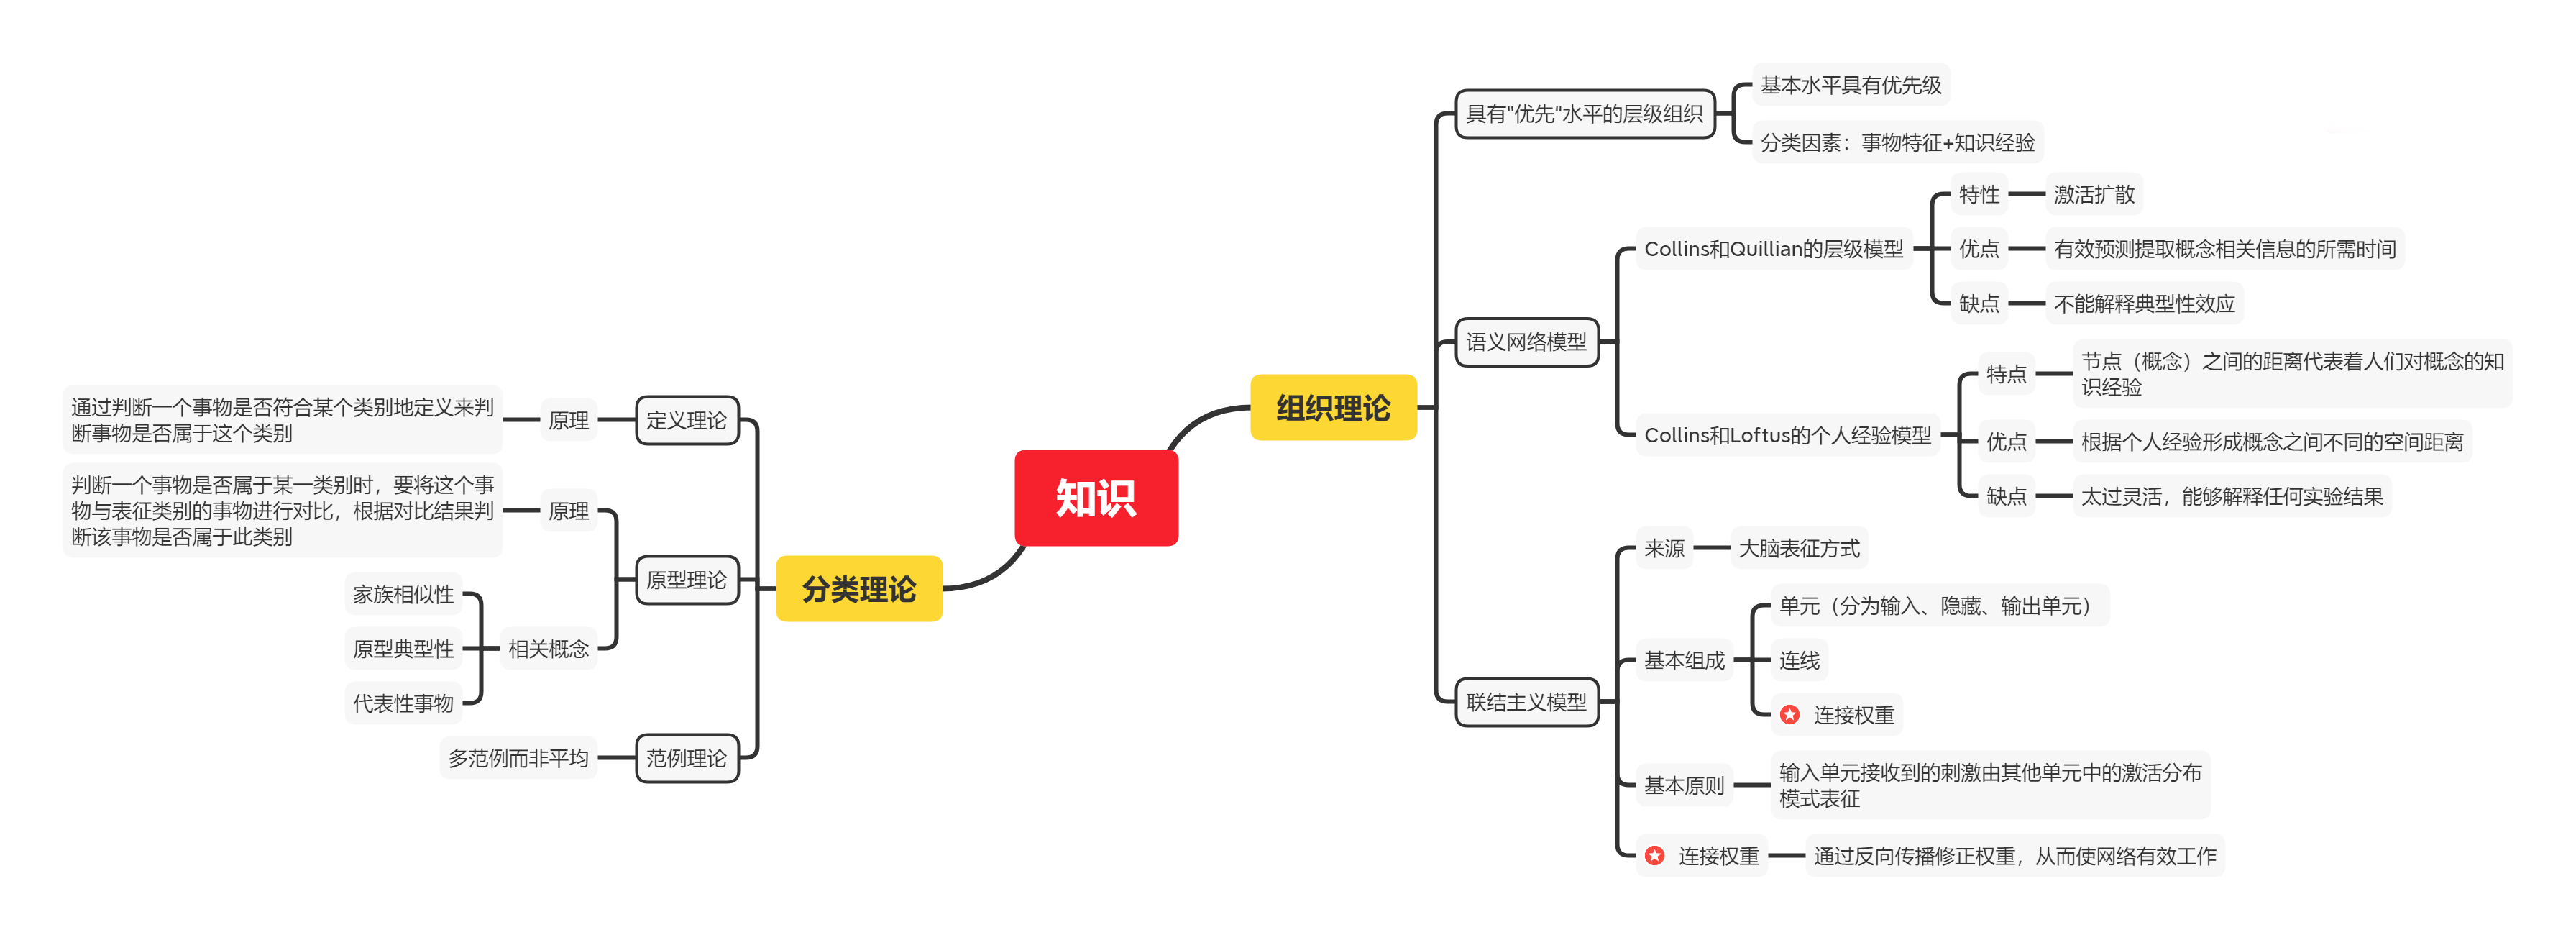 知识
组织理论
具有"优先"水平的层级组织
基本水平具有优先级
分类因素：事物特征+知识经验
语义网络模型
Collins和Quillian的层级模型
特性
激活扩散
优点
有效预测提取概念相关信息的所需时间
缺点
不能解释典型性效应
Collins和Loftus的个人经验模型
特点
节点（概念）之间的距离代表着人们对概念的知
识经验
优点
根据个人经验形成概念之间不同的空间距离
缺点
太过灵活，能够解释任何实验结果
联结主义模型
来源
大脑表征方式
基本组成
单元（分为输入、隐藏、输出单元）
连线
连接权重
基本原则
输入单元接收到的刺激由其他单元中的激活分布
模式表征
连接权重
通过反向传播修正权重，从而使网络有效工作
分类理论
定义理论
原理
通过判断一个事物是否符合某个类别地定义来判
断事物是否属于这个类别
原型理论
原理
判断一个事物是否属于某一类别时，要将这个事
物与表征类别的事物进行对比，根据对比结果判
断该事物是否属于此类别
相关概念
家族相似性
原型典型性
代表性事物
范例理论
多范例而非平均